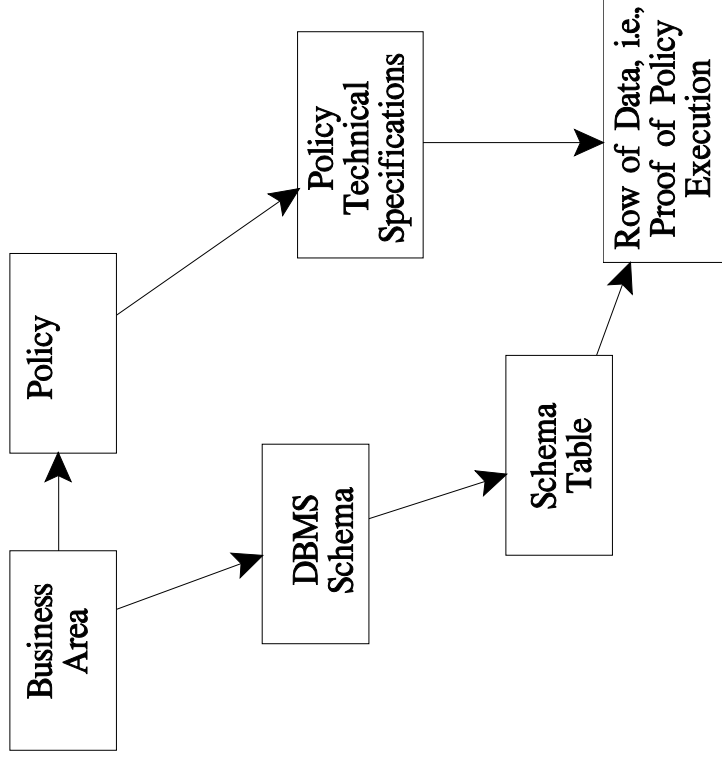 Business
Area
Policy
DBMS
Schema
Policy
Technical
Specifications
Schema
Table
Row of Data, i.e.,
Proof of Policy
Execution